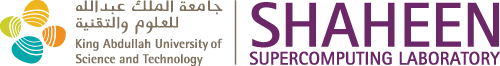 جامعة الملك عبدالله
للعلوم والتقنية
King Abdullah University of
Science and Technology
SHAHEEN
SUPERCOMPUTING LABORATORY